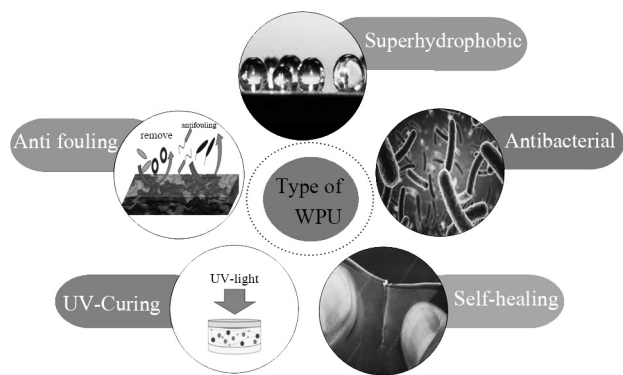 Superhydrophobic
Anti fouling
remove
antifouling
Antibacterial
Type of
WPU
UV-Curing
UV-light
Self-healing